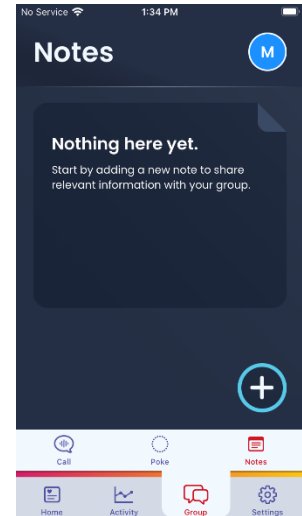 No Service 1:34 PM
Notes
M
Nothing here yet.
Start by adding a new note to share
relevant information with your group.
Call Poke Notes
Home Activity Group Settings